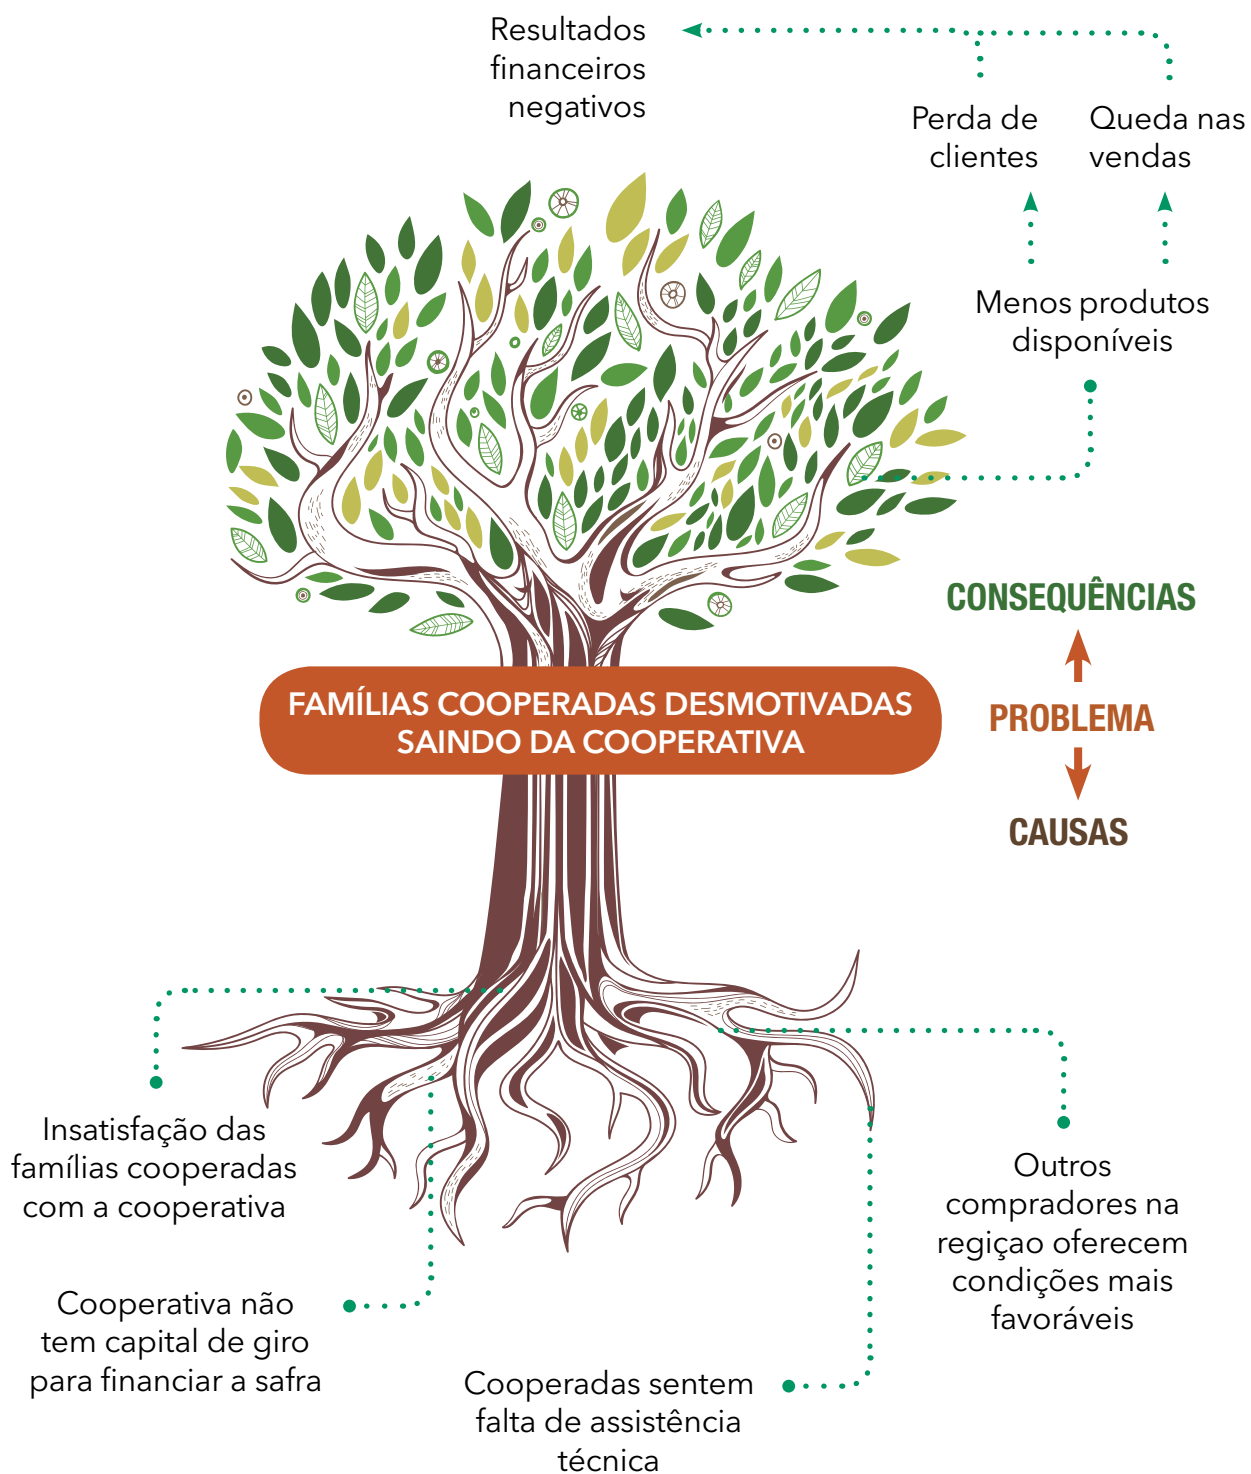 Resultados
financeiros
negativos
Perda de
clientes
Queda nas
vendas
Menos produtos
disponíveis
CONSEQUÊNCIAS
FAMÍLIAS COOPERADAS DESMOTIVADAS
SAINDO DA COOPERATIVA
PROBLEMA
CAUSAS
Insatisfação das
famílias cooperadas
com a cooperativa
Outros
compradores na
regiçao oferecem
condições mais
favoráveis
Cooperativa não
tem capital de giro
para financiar a safra
Cooperadas sentem
falta de assistência
técnica